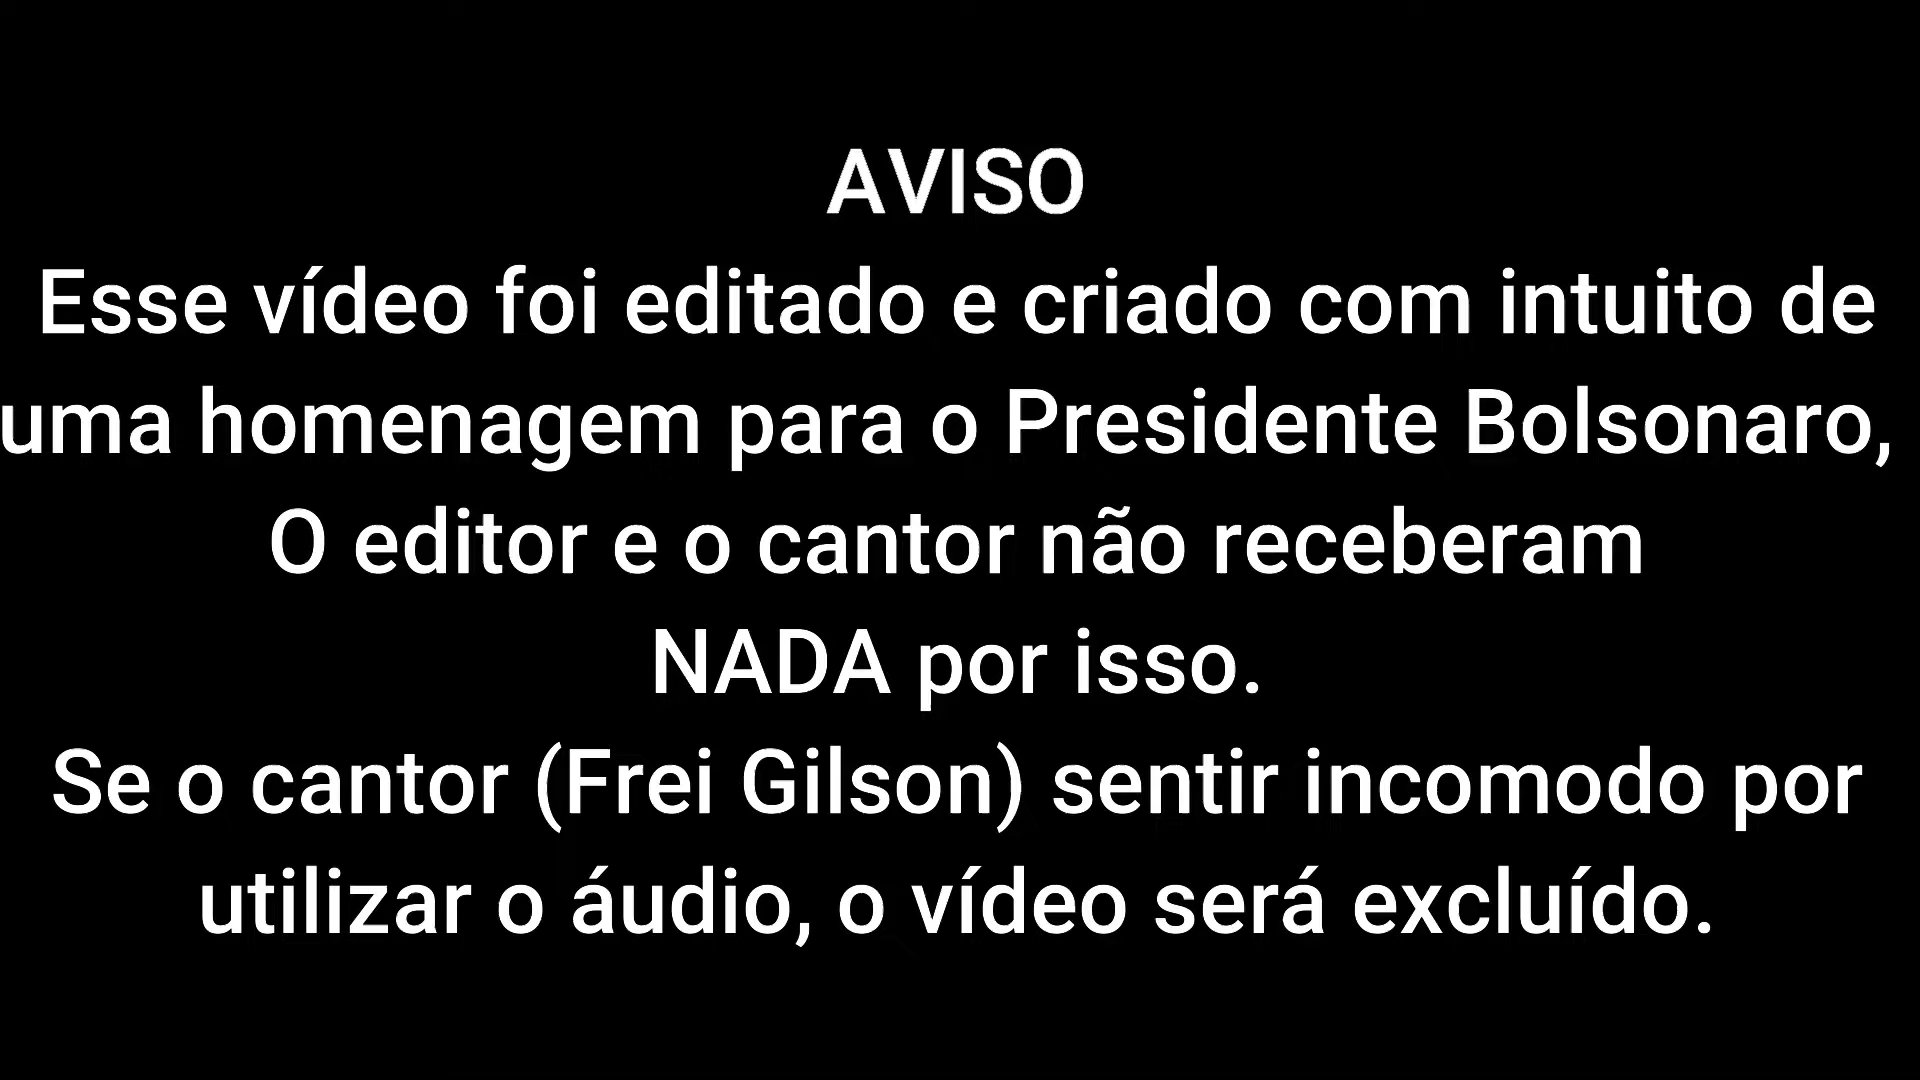 AVISO
Esse vídeo foi editado e criado com intuito de
uma homenagem para o Presidente Bolsonaro,
O editor e o cantor não receberam
NADA por isso.
Se o cantor (Frei Gilson) sentir incomodo por
utilizar o áudio, o vídeo será excluído.